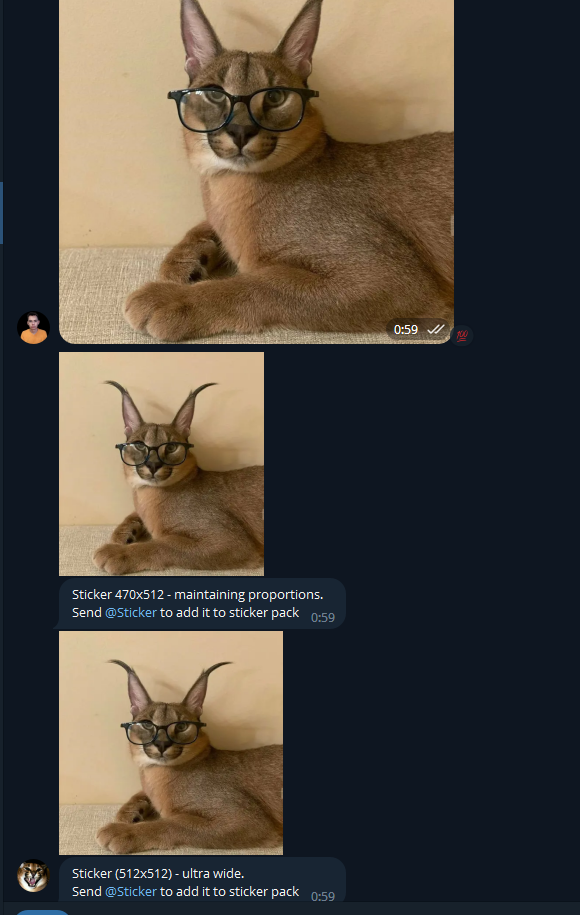 0:59
💯
Sticker 470x512 - maintaining proportions.
Send @Sticker to add it to sticker pack
0:59
Sticker (512x512) - ultra wide.
Send @Sticker to add it to sticker pack
0:59